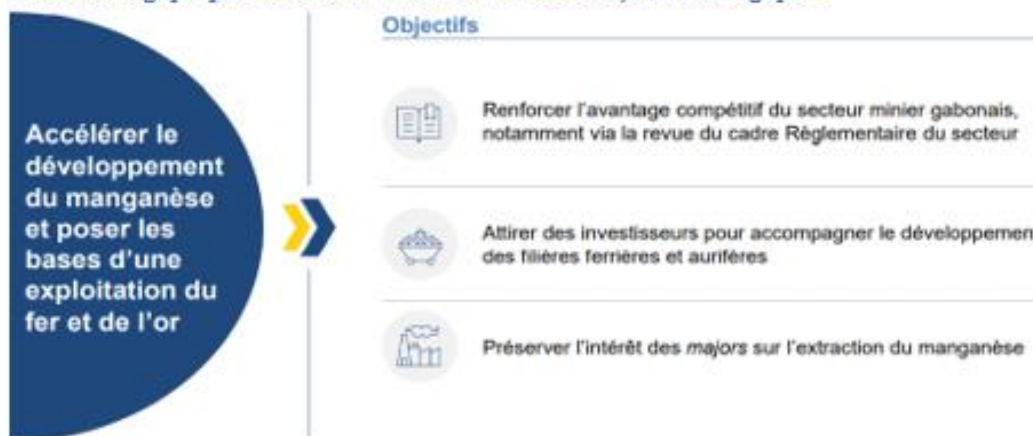 Objectifs
Accélérer le
développement
du manganèse
et poser les
bases d'une
exploitation du
fer et de l'or
Renforcer l'avantage compétitif du secteur minier gabonais,
notamment via la revue du cadre Règlementaire du secteur
Attirer des investisseurs pour accompagner le développemen
des filières ferrières et aurifères
Préserver l'intérêt des majors sur l'extraction du manganèse